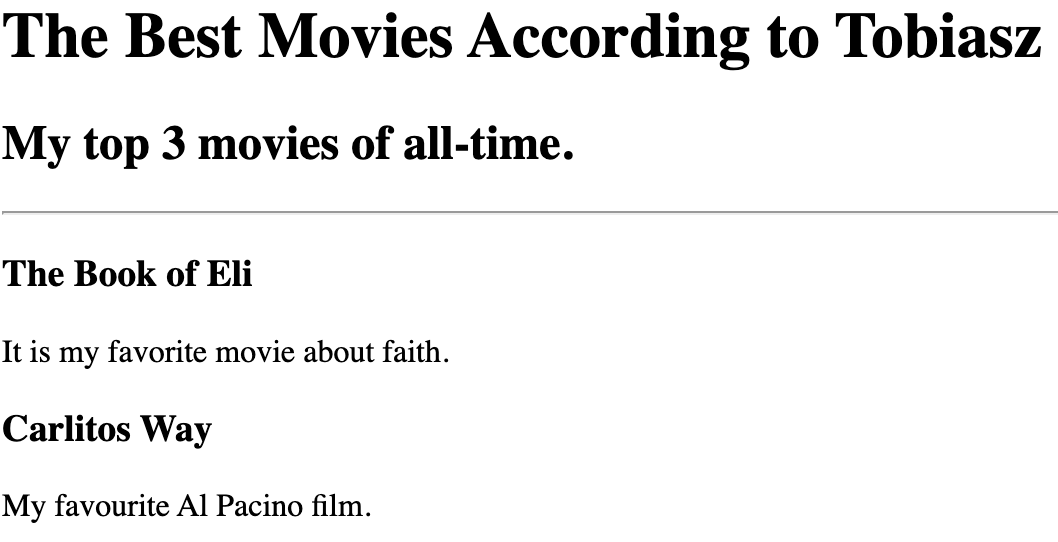 The Best Movies According to Tobiasz
My top 3 movies of all-time.
The Book of Eli
It is my favorite movie about faith.
Carlitos Way
My favourite Al Pacino film.